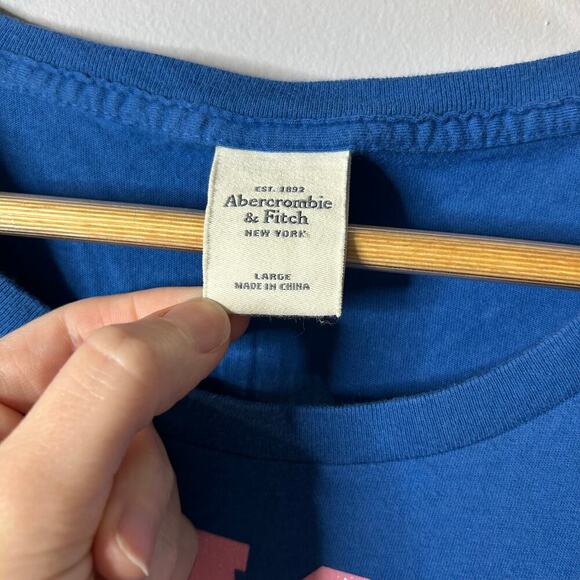 EST. 1892
Abercrombie
& Fitch
NEW YORK
LARGE
MADE IN CHINA